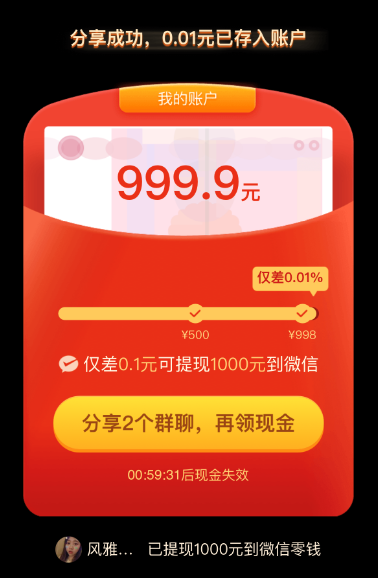 分享成功，0.01元已存入账户
我的账户
999.9元
仅差0.01%
¥500
¥998
仅差0.1元可提现1000元到微信
分享2个群聊，再领现金
00:59:31后现金失效
风雅... 已提现1000元到微信零钱